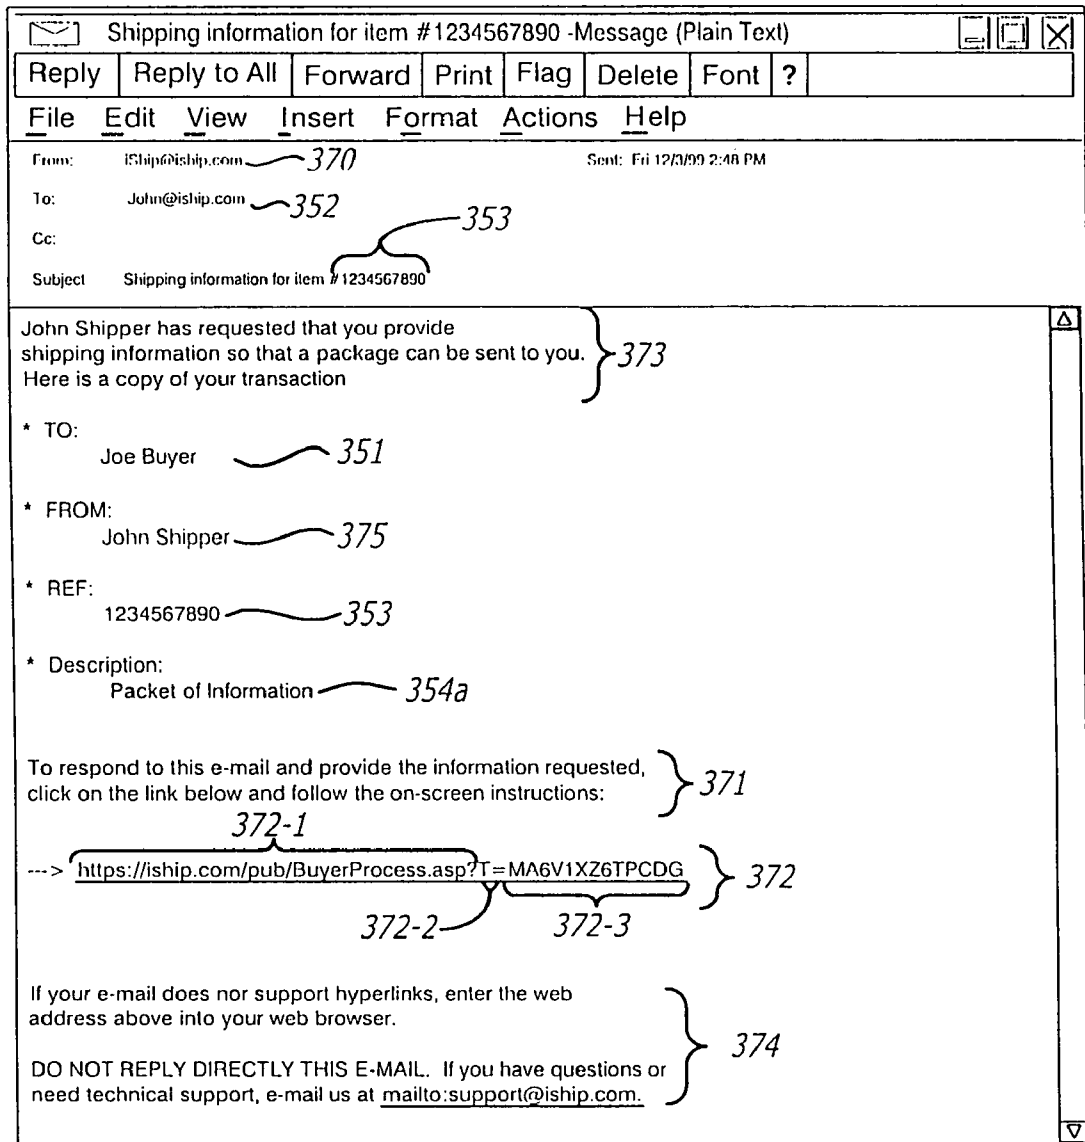 Shipping information for item #1234567890 -Message (Plain Text)
Reply Reply to All Forward Print Flag Delete Font ?
File Edit View Insert Format Actions Help
From: iShip@iship.com 370 Sent: Fri 12/3/99 2:48 PM
To: John@iship.com 352
353
Cc:
Subject Shipping information for item #1234567890
John Shipper has requested that you provide
shipping information so that a package can be sent to you. 373
Here is a copy of your transaction
* TO:
Joe Buyer 351
* FROM:
John Shipper 375
* REF:
1234567890 353
* Description:
Packet of Information 354a
To respond to this e-mail and provide the information requested,
click on the link below and follow the on-screen instructions: 371
372-1
---> https://iship.com/pub/BuyerProcess.asp?T=MA6V1XZ6TPCDG 372
372-2 372-3
If your e-mail does nor support hyperlinks, enter the web
address above into your web browser.
374
DO NOT REPLY DIRECTLY THIS E-MAIL. If you have questions or
need technical support, e-mail us at mailto:support@iship.com.